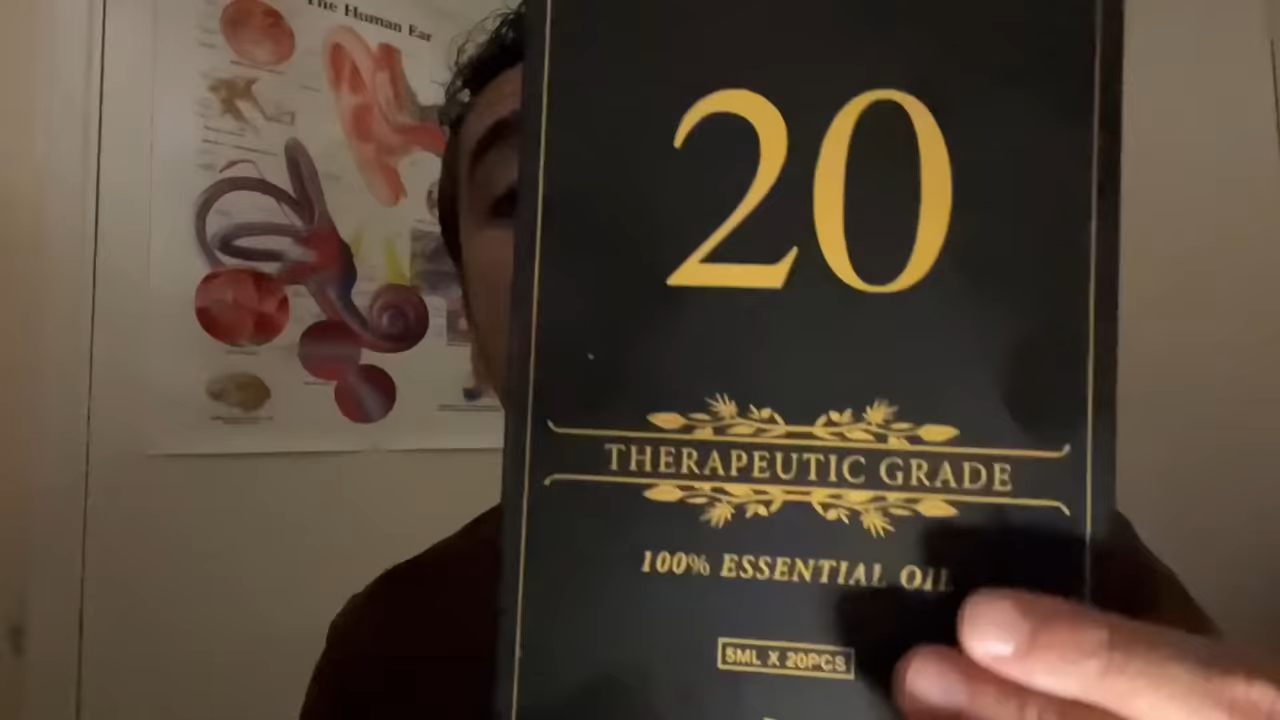 The Human Ear
20
THERAPEUTIC GRADE
100% ESSENTIAL OIL
5ML X 20PCS